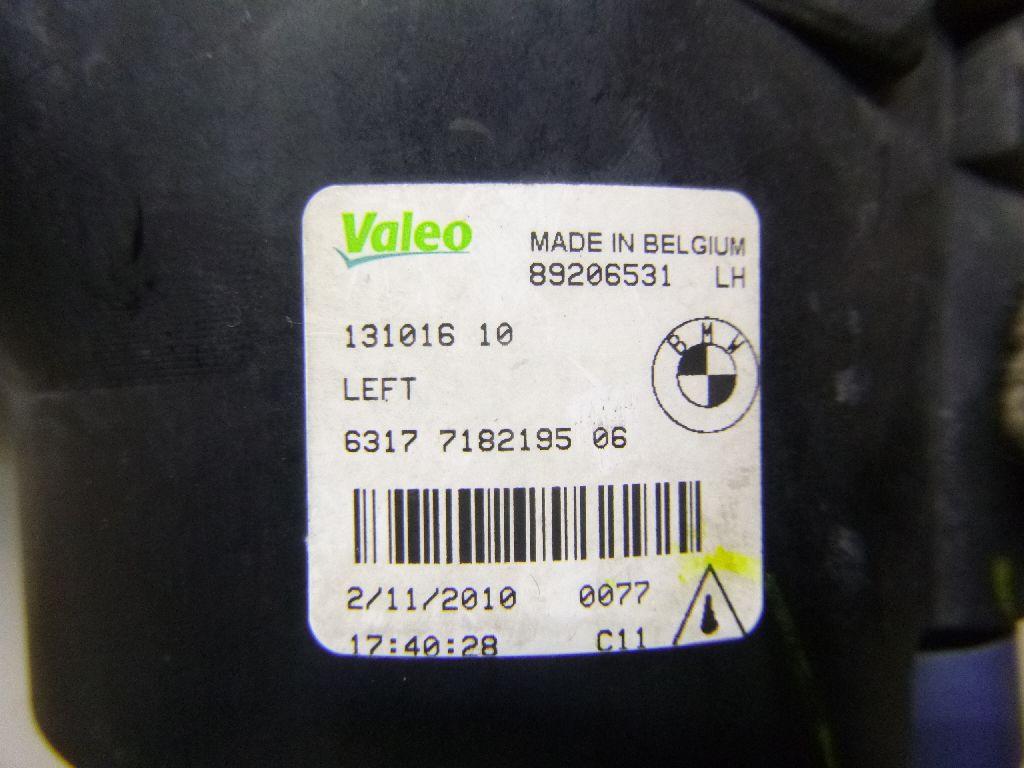 Valeo
MADE IN BELGIUM
89206531 LH
131016 10
BMW
LEFT
6317 7182195 06
2/11/2010 0077
17:40:28 C11